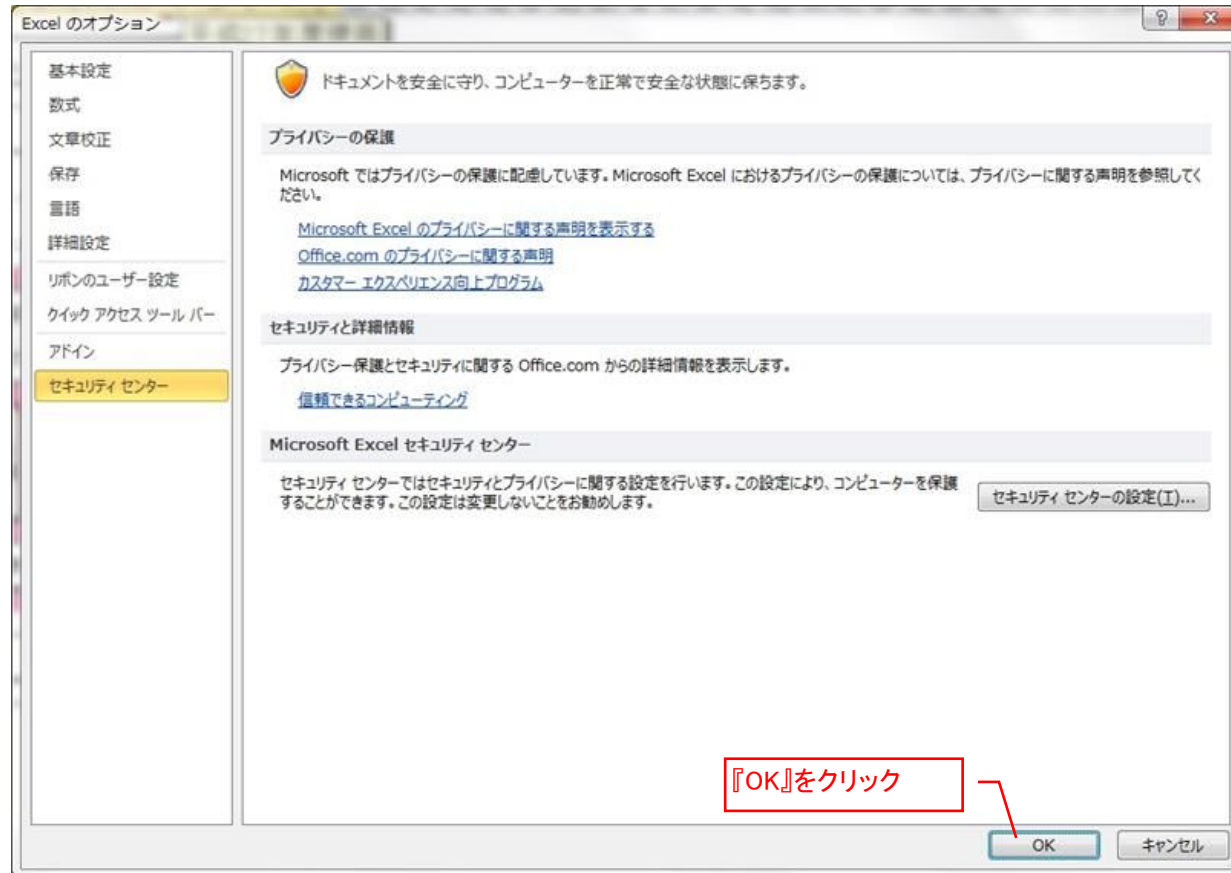 Excel のオプション
基本設定
数式
文章校正
保存
言語
詳細設定
リボンのユーザー設定
クイック アクセス ツール バー
アドイン
セキュリティ センター
ドキュメントを安全に守り、コンピューターを正常で安全な状態に保ちます。
プライバシーの保護
Microsoft ではプライバシーの保護に配慮しています。Microsoft Excel におけるプライバシーの保護については、プライバシーに関する声明を参照してく
ださい。
Microsoft Excel のプライバシーに関する声明を表示する
Office.com のプライバシーに関する声明
カスタマー エクスペリエンス向上プログラム
セキュリティと詳細情報
プライバシー保護とセキュリティに関する Office.com からの詳細情報を表示します。
信頼できるコンピューティング
Microsoft Excel セキュリティ センター
セキュリティ センターではセキュリティとプライバシーに関する設定を行います。この設定により、コンピューターを保護
することができます。この設定は変更しないことをお勧めします。
セキュリティ センターの設定(T)...
『OK』をクリック
OK
キャンセル